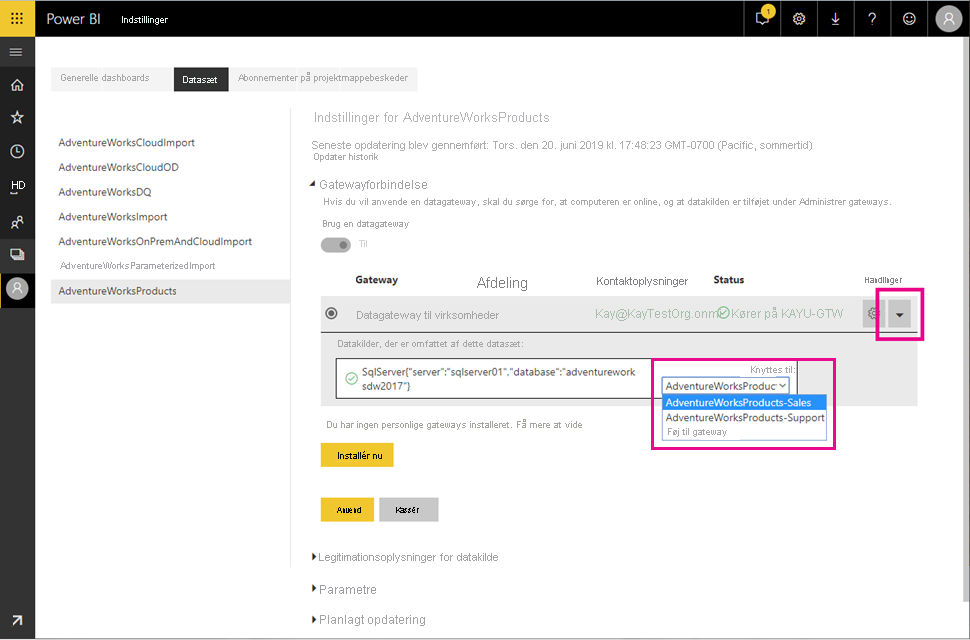 Power BI
Indstillinger
1
?
Generelle dashboards
Datasæt
Abonnementer på projektmappebeskeder
HD
AdventureWorksCloudImport
AdventureWorksCloudOD
AdventureWorksDQ
AdventureWorksImport
AdventureWorksOnPremAndCloudImport
AdventureWorksParameterizedImport
AdventureWorksProducts
Indstillinger for AdventureWorksProducts
Seneste opdatering blev gennemført: Tors. den 20. juni 2019 kl. 17:48:23 GMT-0700 (Pacific, sommertid)
Opdater historik
Gatewayforbindelse
Hvis du vil anvende en datagateway, skal du sørge for, at computeren er online, og at datakilden er tilføjet under Administrer gateways.
Brug en datagateway
Til
Gateway Afdeling Kontaktoplysninger Status Handlinger
Datagateway til virksomheder Kay@KayTestOrg.onm Kører på KAYU-GTW
Datakilder, der er omfattet af dette datasæt:
SqlServer{"server":"sqlserver01","database":"adventurework
sdw2017"}
Knyttes til:
AdventureWorksProduc
AdventureWorksProducts-Sales
AdventureWorksProducts-Support
Føj til gateway
Du har ingen personlige gateways installeret. Få mere at vide
Installér nu
Anvend
Kassér
Legitimationsoplysninger for datakilde
Parametre
Planlagt opdatering